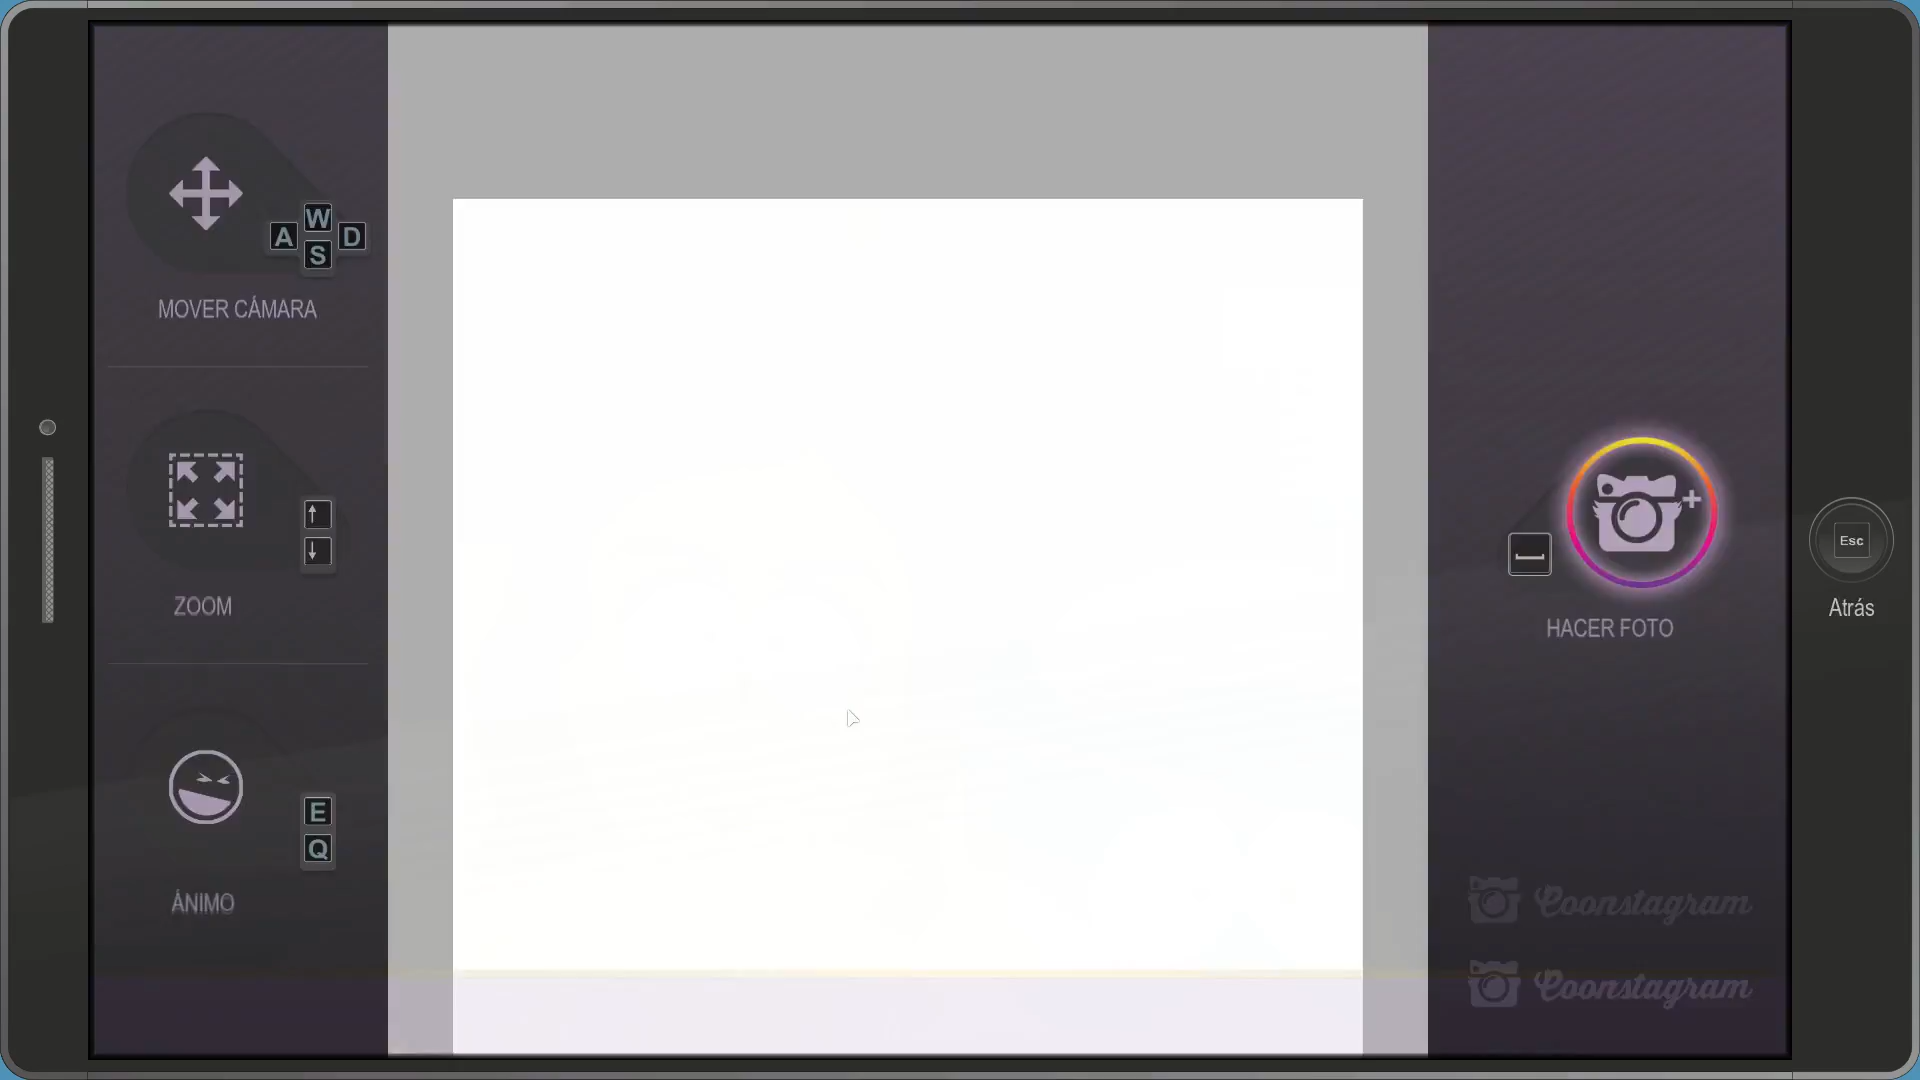 W
A D
S
MOVER CÁMARA
↑
↓
ZOOM
E
Q
ÁNIMO
HACER FOTO
Esc
Atrás
Coonstagram
Coonstagram